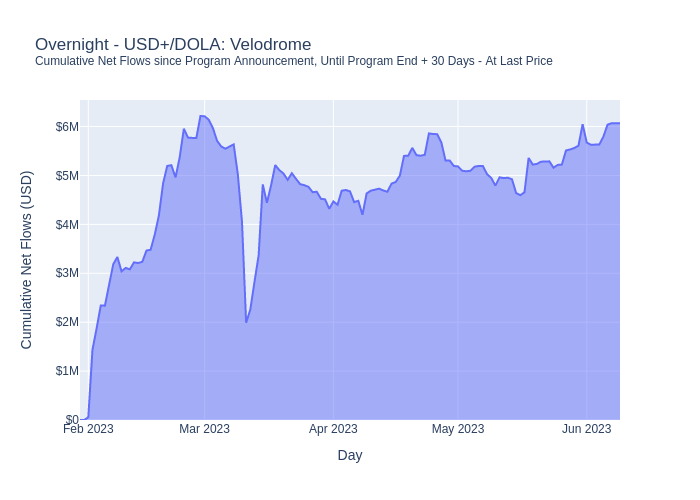 Overnight - USD+/DOLA: Velodrome
Cumulative Net Flows since Program Announcement, Until Program End + 30 Days - At Last Price
Cumulative Net Flows (USD)
$6M
$5M
$4M
$3M
$2M
$1M
$0
Feb 2023
Mar 2023
Apr 2023
May 2023
Jun 2023
Day